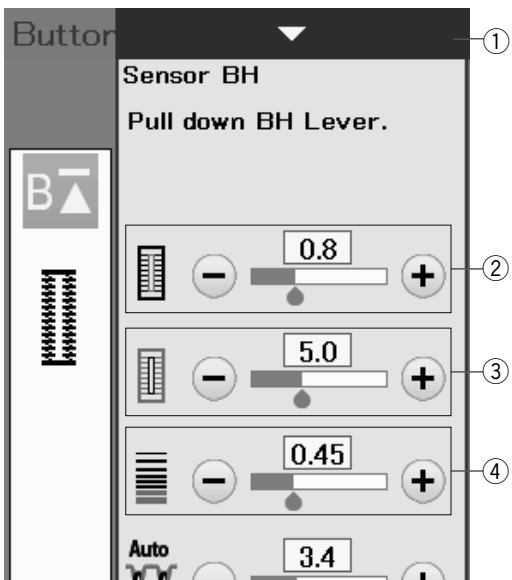 Button
①
Sensor BH
Pull down BH Lever.
B
0.8
②
5.0
③
0.45
④
Auto
3.4